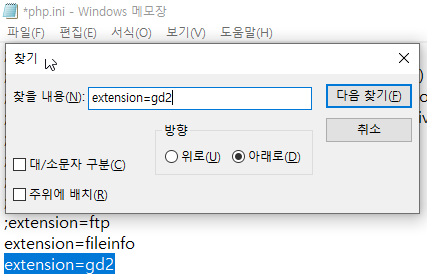 *php.ini - Windows 메모장
파일(F) 편집(E) 서식(O) 보기(V) 도움말(H)
찾기
찾을 내용(N): extension=gd2 다음 찾기(F)
방향 취소
위로(U) 아래로(D)
대/소문자 구분(C)
주위에 배치(R)
;extension=ftp
extension=fileinfo
extension=gd2